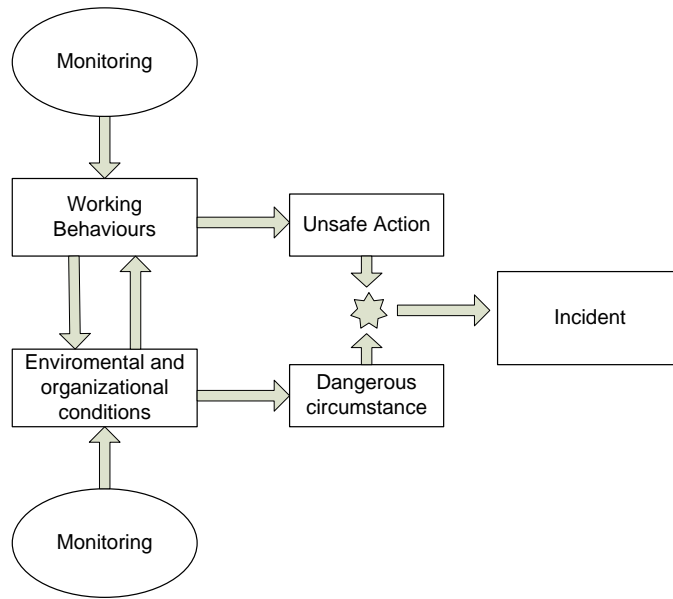 Monitoring
Working
Behaviours
Unsafe Action
Incident
Enviromental and
organizational
conditions
Dangerous
circumstance
Monitoring